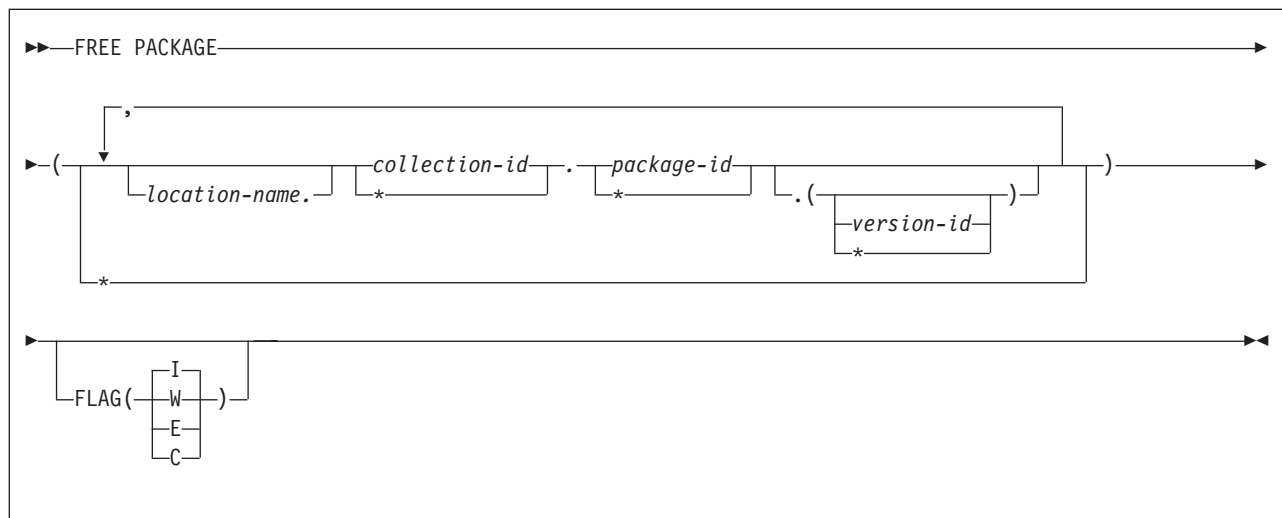 FREE PACKAGE
,
( collection-id . package-id )
location-name. * * .( )
version-id
*
*
I
FLAG( W )
E
C